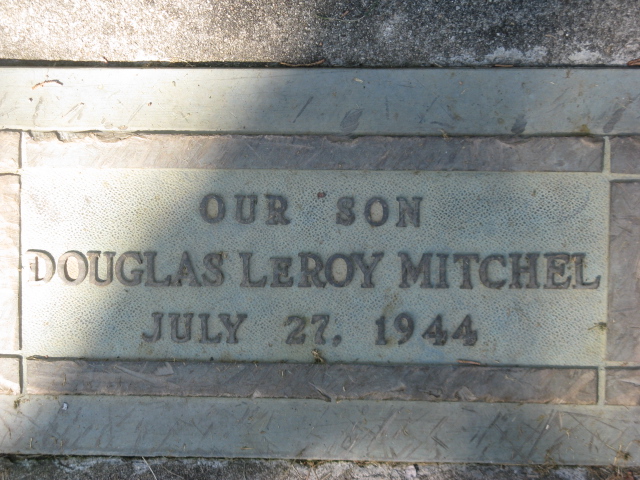 OUR SON
DOUGLAS LEROY MITCHEL
JULY 27, 1944